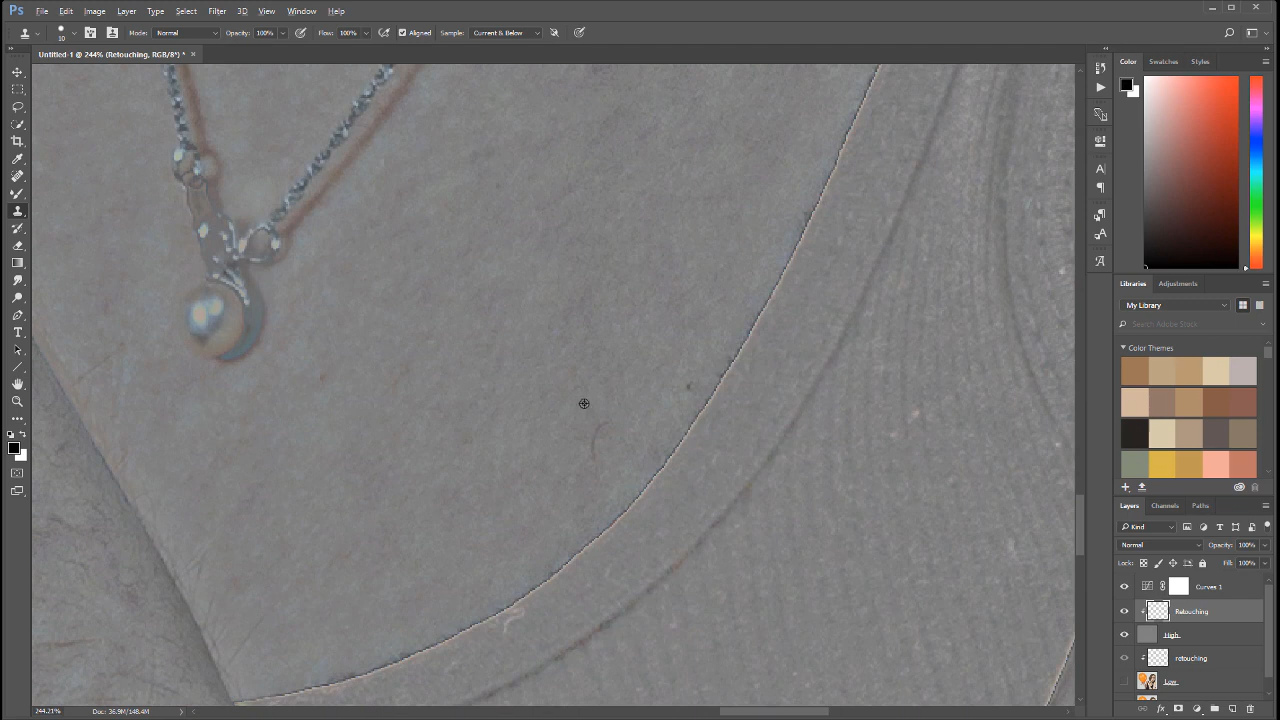 Ps File Edit Image Layer Type Select Filter 3D View Window Help
10 Mode: Normal Opacity: 100% Flow: 100% Aligned Sample: Current & Below
Untitled-1 @ 244% (Retouching, RGB/8*) * ×
Color Swatches Styles
Libraries Adjustments
My Library
Search Adobe Stock
Color Themes
Layers Channels Paths
Kind
Normal Opacity: 100%
Lock: Fill: 100%
Curves 1
Retouching
High
retouching
Low
244.21% Doc: 36.9M/148.4M